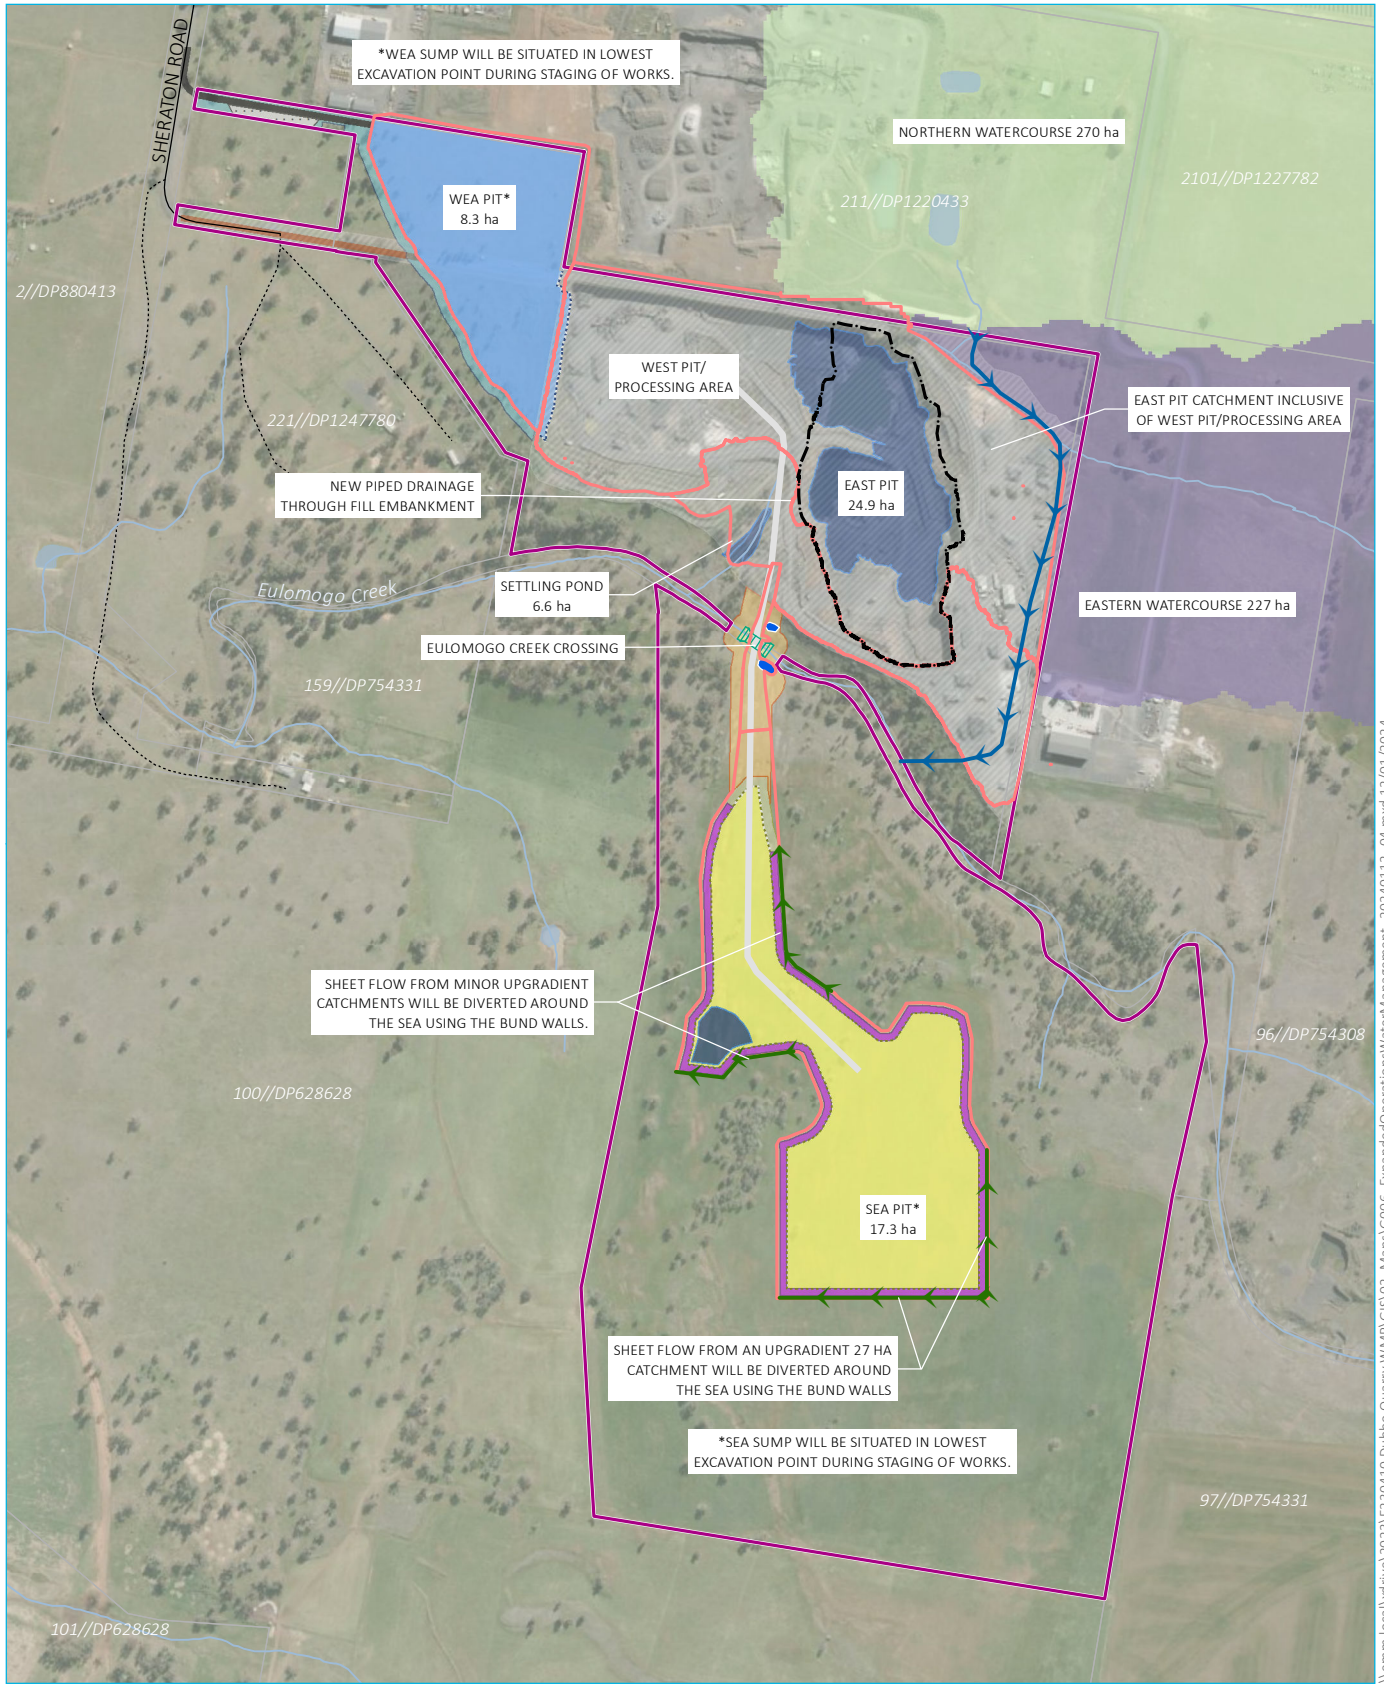 SHERATON ROAD
*WEA SUMP WILL BE SITUATED IN LOWEST
EXCAVATION POINT DURING STAGING OF WORKS.
NORTHERN WATERCOURSE 270 ha
2101//DP1227782
211//DP1220433
WEA PIT*
8.3 ha
2//DP880413
WEST PIT/
PROCESSING AREA
EAST PIT CATCHMENT INCLUSIVE
OF WEST PIT/PROCESSING AREA
221//DP1247780
NEW PIPED DRAINAGE
THROUGH FILL EMBANKMENT
EAST PIT
24.9 ha
Eulomogo Creek
SETTLING POND
6.6 ha
EASTERN WATERCOURSE 227 ha
EULOMOGO CREEK CROSSING
159//DP754331
SHEET FLOW FROM MINOR UPGRADIENT
CATCHMENTS WILL BE DIVERTED AROUND
THE SEA USING THE BUND WALLS.
96//DP754308
100//DP628628
SEA PIT*
17.3 ha
SHEET FLOW FROM AN UPGRADIENT 27 HA
CATCHMENT WILL BE DIVERTED AROUND
THE SEA USING THE BUND WALLS
*SEA SUMP WILL BE SITUATED IN LOWEST
EXCAVATION POINT DURING STAGING OF WORKS.
97//DP754331
101//DP628628